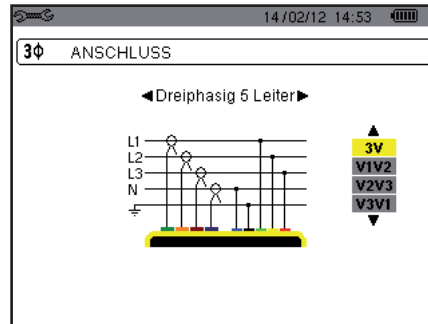 14/02/12 14:53
3Φ ANSCHLUSS
◄Dreiphasig 5 Leiter►
L1
L2
L3
N
3V
V1V2
V2V3
V3V1